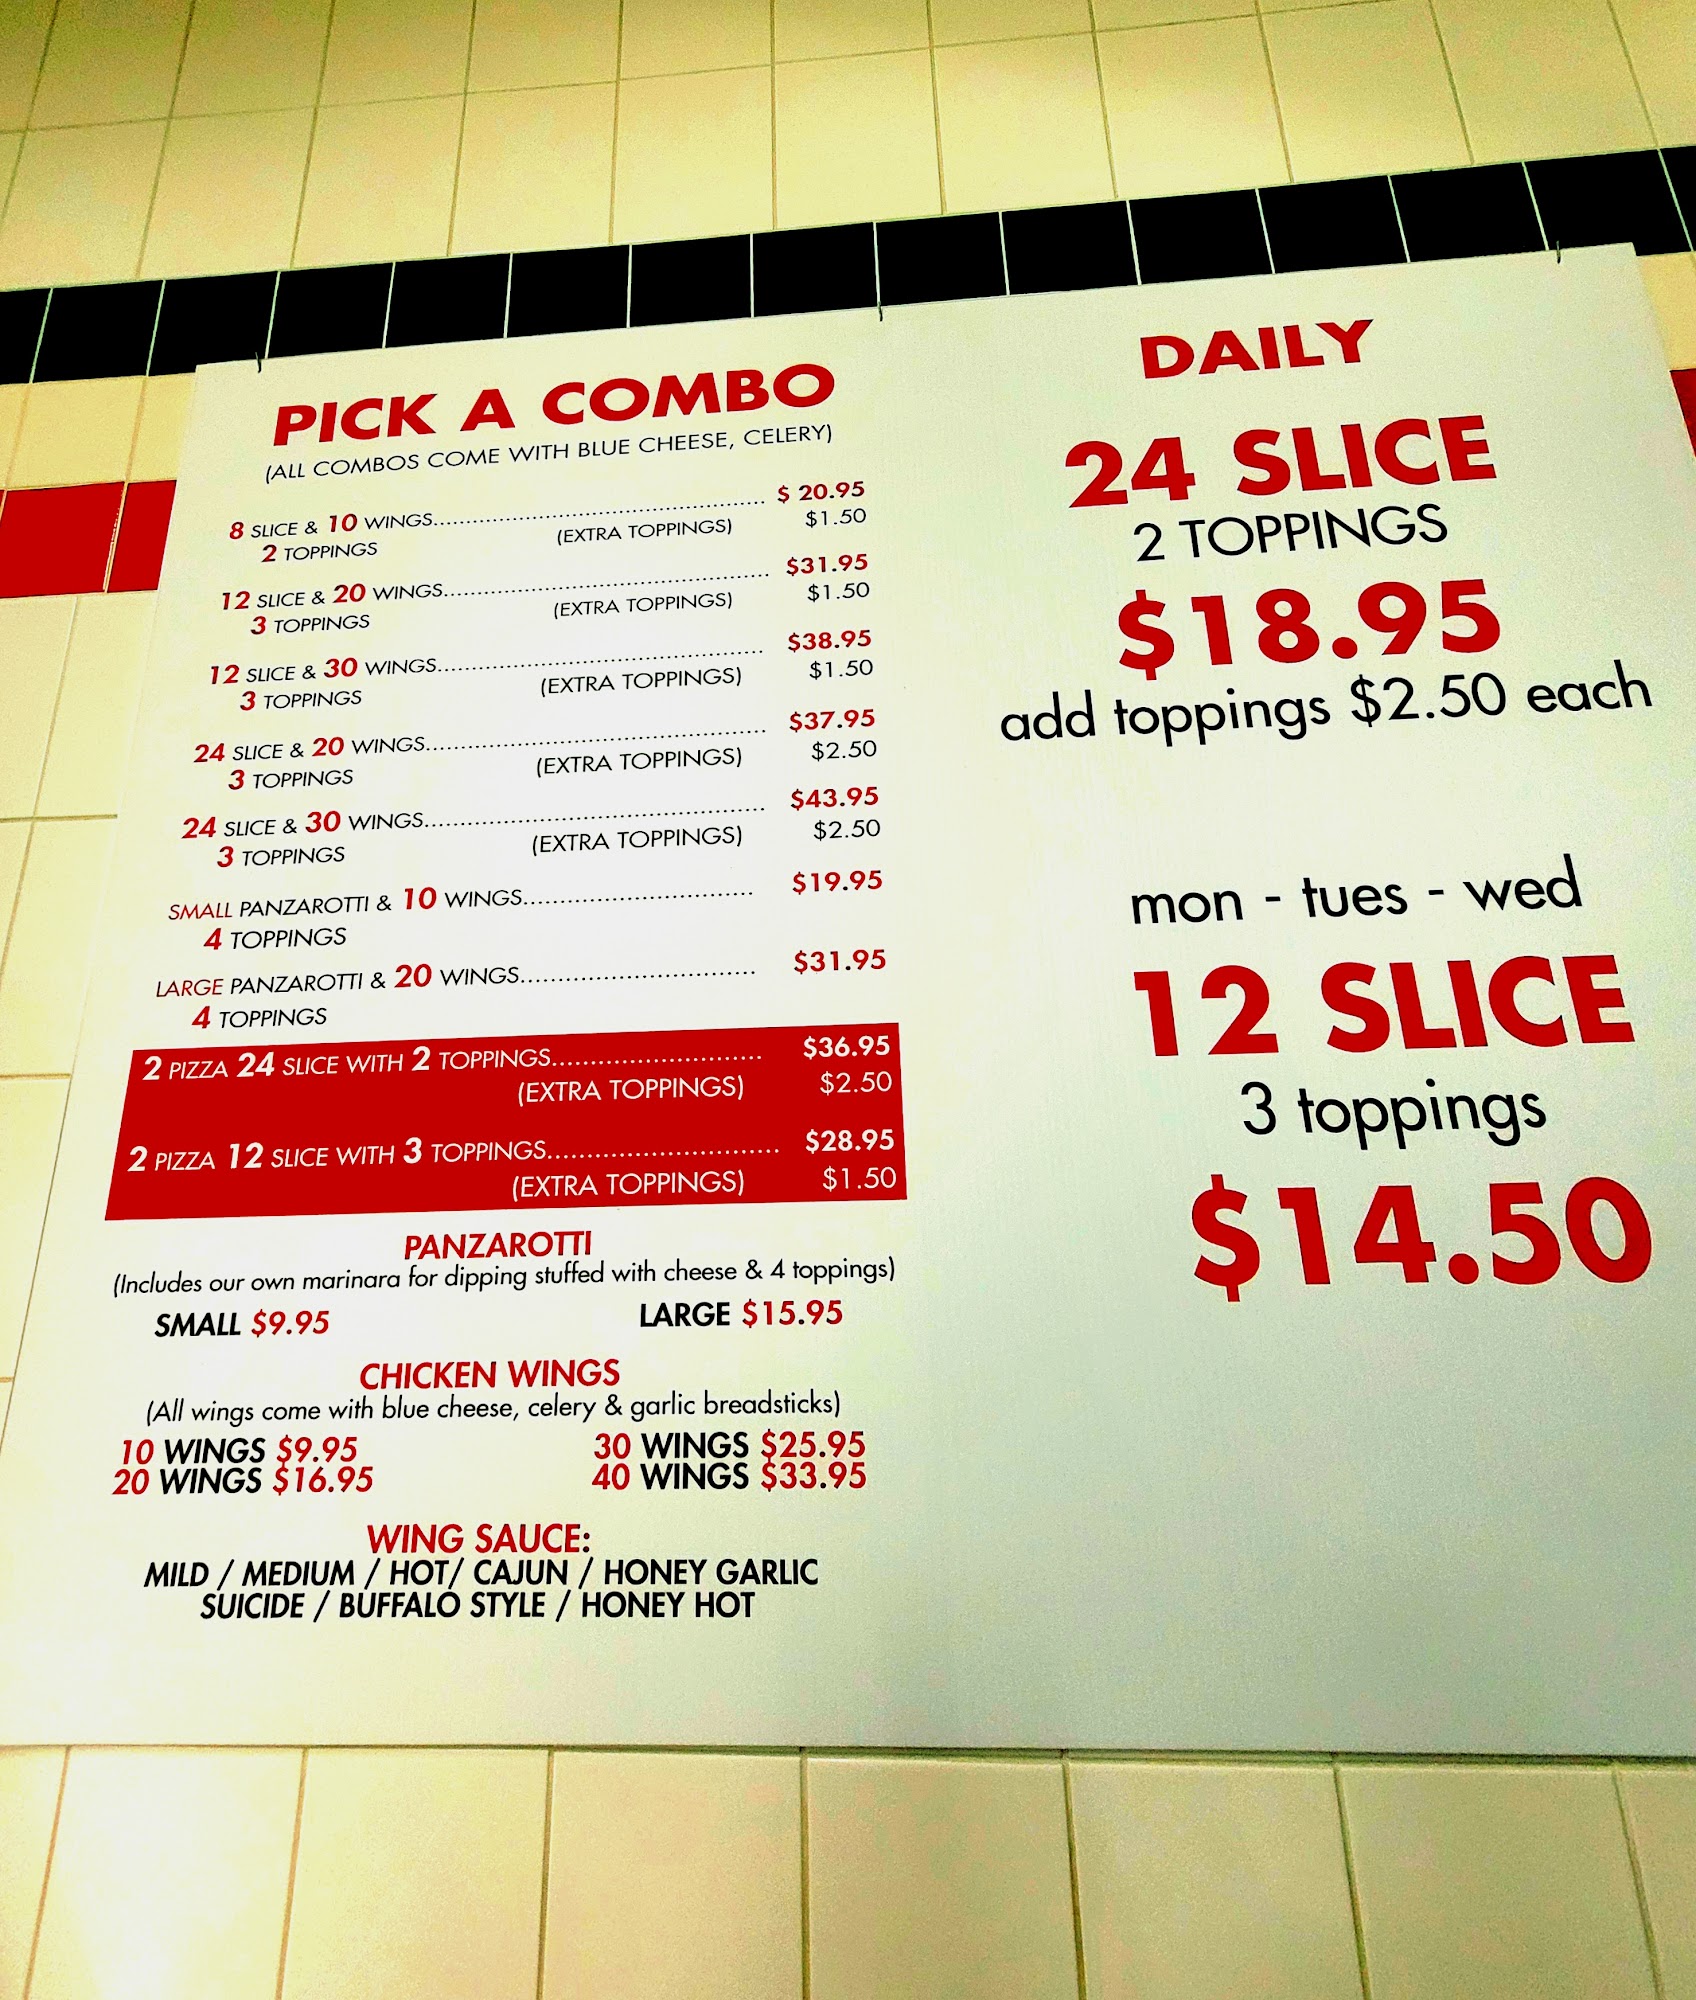 PICK A COMBO
(ALL COMBOS COME WITH BLUE CHEESE, CELERY)
8 SLICE & 10 WINGS.................................................. $ 20.95
2 TOPPINGS (EXTRA TOPPINGS) $1.50
12 SLICE & 20 WINGS.................................................. $31.95
3 TOPPINGS (EXTRA TOPPINGS) $1.50
12 SLICE & 30 WINGS.................................................. $38.95
3 TOPPINGS (EXTRA TOPPINGS) $1.50
24 SLICE & 20 WINGS.................................................. $37.95
3 TOPPINGS (EXTRA TOPPINGS) $2.50
24 SLICE & 30 WINGS.................................................. $43.95
3 TOPPINGS (EXTRA TOPPINGS) $2.50
SMALL PANZAROTTI & 10 WINGS.................................. $19.95
4 TOPPINGS
LARGE PANZAROTTI & 20 WINGS.................................. $31.95
4 TOPPINGS
2 PIZZA 24 SLICE WITH 2 TOPPINGS............................. $36.95
(EXTRA TOPPINGS) $2.50
2 PIZZA 12 SLICE WITH 3 TOPPINGS............................. $28.95
(EXTRA TOPPINGS) $1.50
PANZAROTTI
(Includes our own marinara for dipping stuffed with cheese & 4 toppings)
SMALL $9.95 LARGE $15.95
CHICKEN WINGS
(All wings come with blue cheese, celery & garlic breadsticks)
10 WINGS $9.95 30 WINGS $25.95
20 WINGS $16.95 40 WINGS $33.95
WING SAUCE:
MILD / MEDIUM / HOT/ CAJUN / HONEY GARLIC
SUICIDE / BUFFALO STYLE / HONEY HOT
DAILY
24 SLICE
2 TOPPINGS
$18.95
add toppings $2.50 each
mon - tues - wed
12 SLICE
3 toppings
$14.50